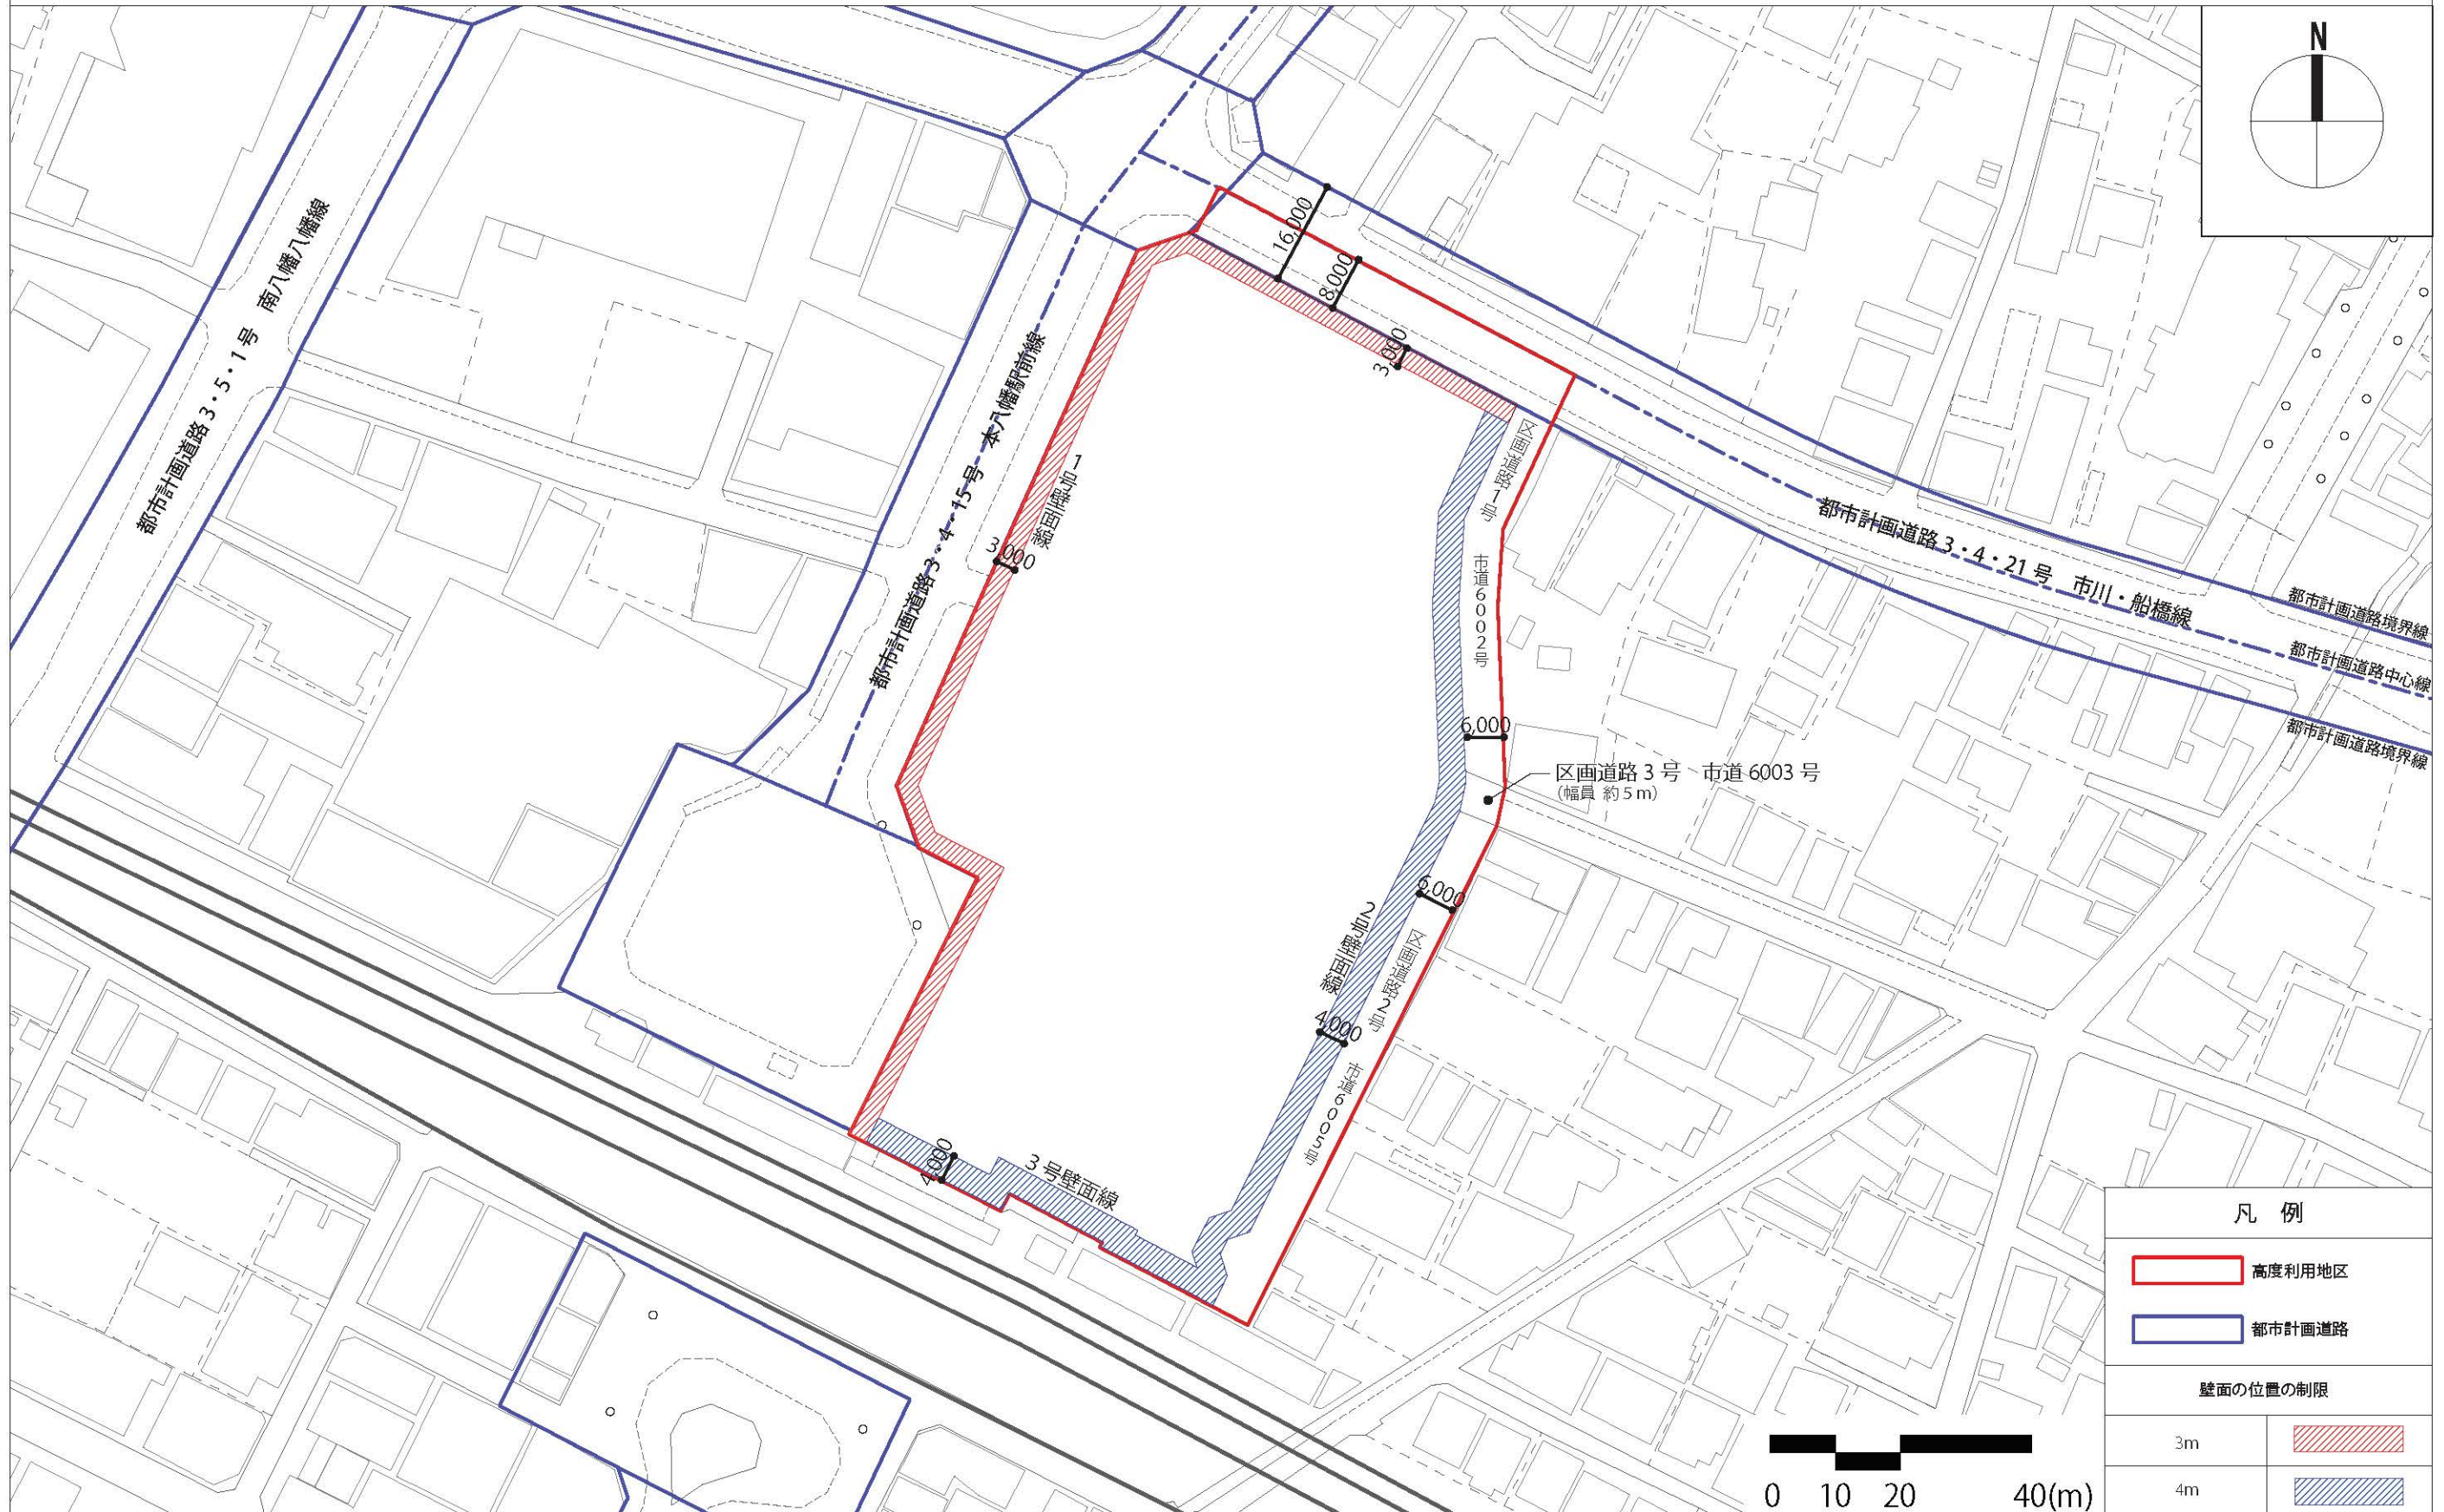 N
都市計画道路 3・5・1 号　南八幡八幡線
都市計画道路 3・4・15 号　本八幡駅前線
都市計画道路 3・4・21 号　市川・船橋線
都市計画道路境界線
都市計画道路中心線
都市計画道路境界線
16,000
8,000
3,000
1号壁面線
3,000
区画道路1号
市道6002号
6,000
区画道路 3 号　市道 6003 号
（幅員 約 5 m）
6,000
2号壁面線
区画道路2号
4,000
市道6005号
4,000
3 号壁面線
凡　例
高度利用地区
都市計画道路
壁面の位置の制限
3m
4m
0 10 20 40(m)